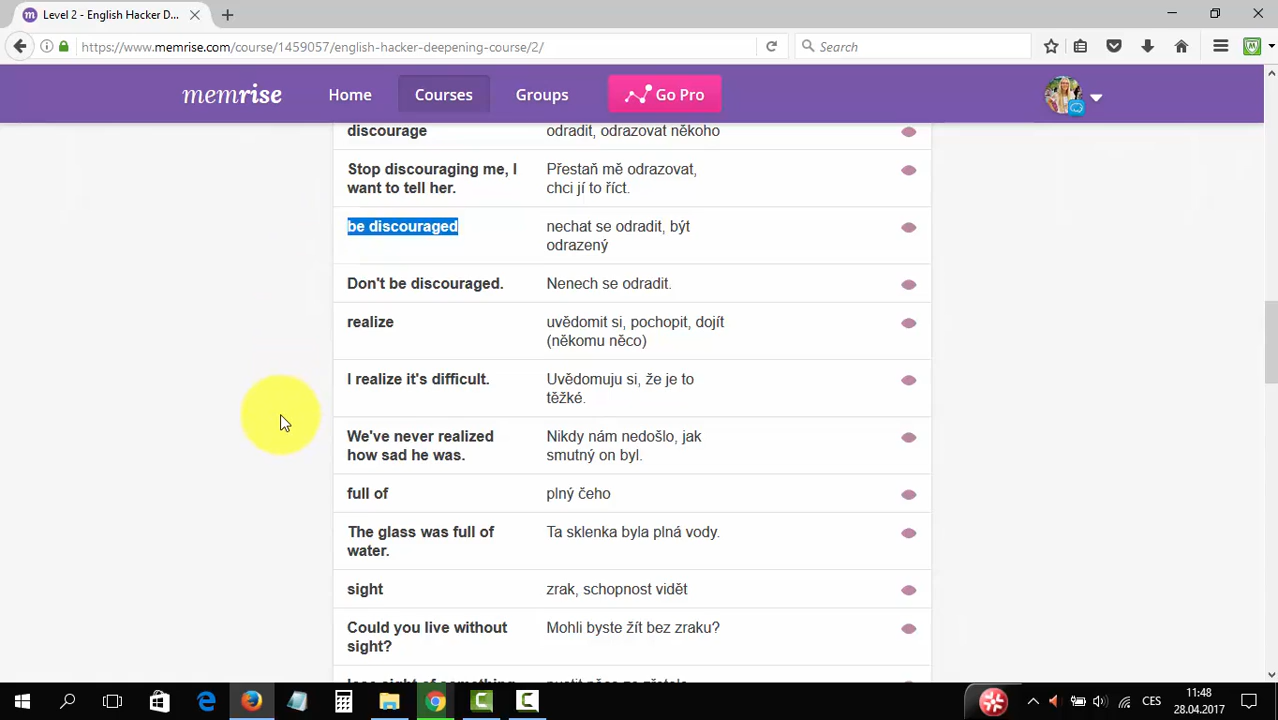 Level 2 - English Hacker D...
https://www.memrise.com/course/1459057/english-hacker-deepening-course/2/
Search
memrise
Home
Courses
Groups
Go Pro
discourage
odradit, odrazovat někoho
Stop discouraging me, I
want to tell her.
Přestaň mě odrazovat,
chci jí to říct.
be discouraged
nechat se odradit, být
odrazený
Don't be discouraged.
Nenech se odradit.
realize
uvědomit si, pochopit, dojít
(někomu něco)
I realize it's difficult.
Uvědomuju si, že je to
těžké.
We've never realized
how sad he was.
Nikdy nám nedošlo, jak
smutný on byl.
full of
plný čeho
The glass was full of
water.
Ta sklenka byla plná vody.
sight
zrak, schopnost vidět
Could you live without
sight?
Mohli byste žít bez zraku?
lose sight of something
CES
11:48
28.04.2017